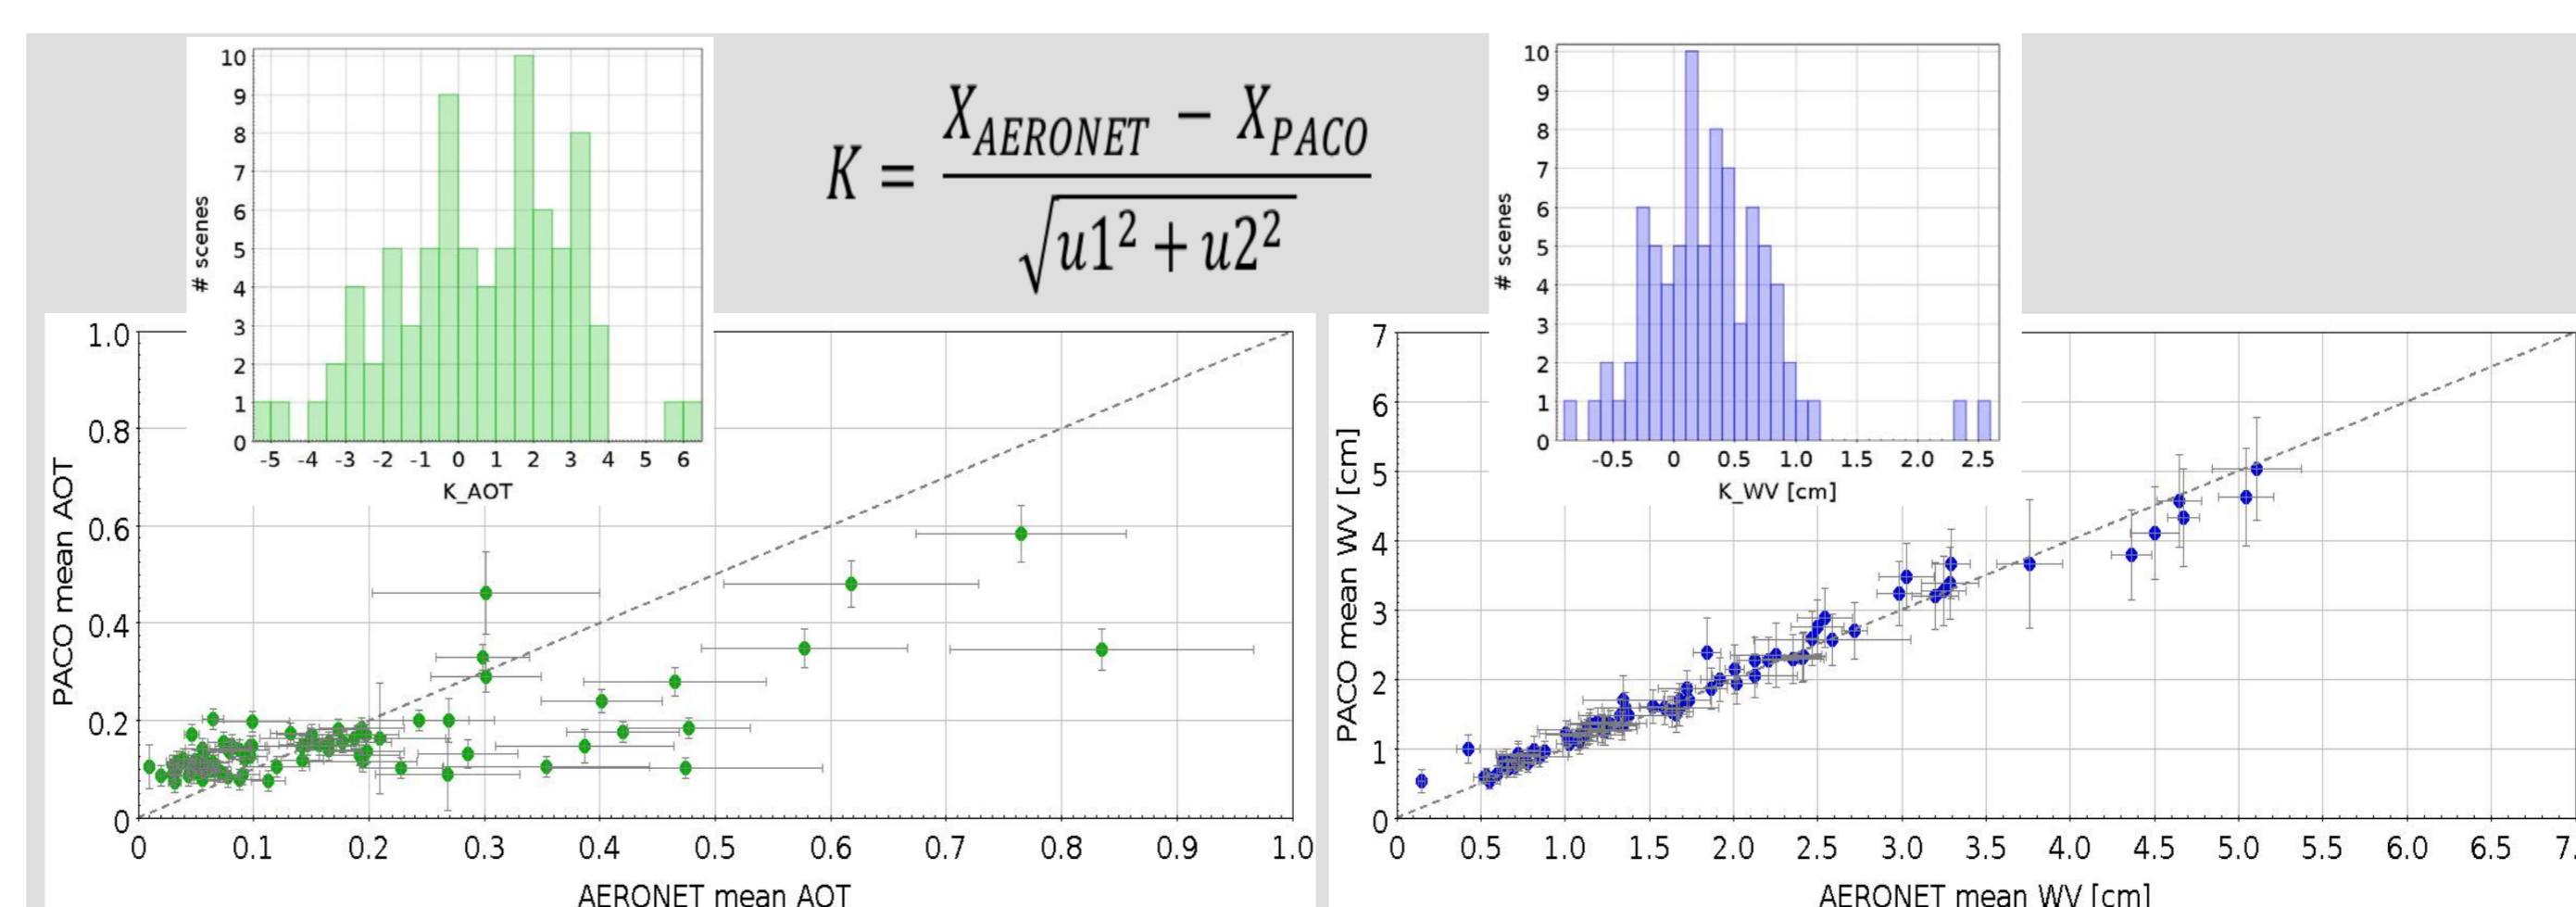 10
9
8
7
6
5
4
3
2
1
0
# scenes
-5 -4 -3 -2 -1 0 1 2 3 4 5 6
K_AOT
K = (X_AERONET − X_PACO) / √(u1² + u2²)
10
9
8
7
6
5
4
3
2
1
0
# scenes
-0.5 0 0.5 1.0 1.5 2.0 2.5
K_WV [cm]
1.0
0.8
0.6
0.4
0.2
0
PACO mean AOT
0 0.1 0.2 0.3 0.4 0.5 0.6 0.7 0.8 0.9 1.0
AERONET mean AOT
7
6
5
4
3
2
1
0
PACO mean WV [cm]
0 0.5 1.0 1.5 2.0 2.5 3.0 3.5 4.0 4.5 5.0 5.5 6.0 6.5 7.
AERONET mean WV [cm]